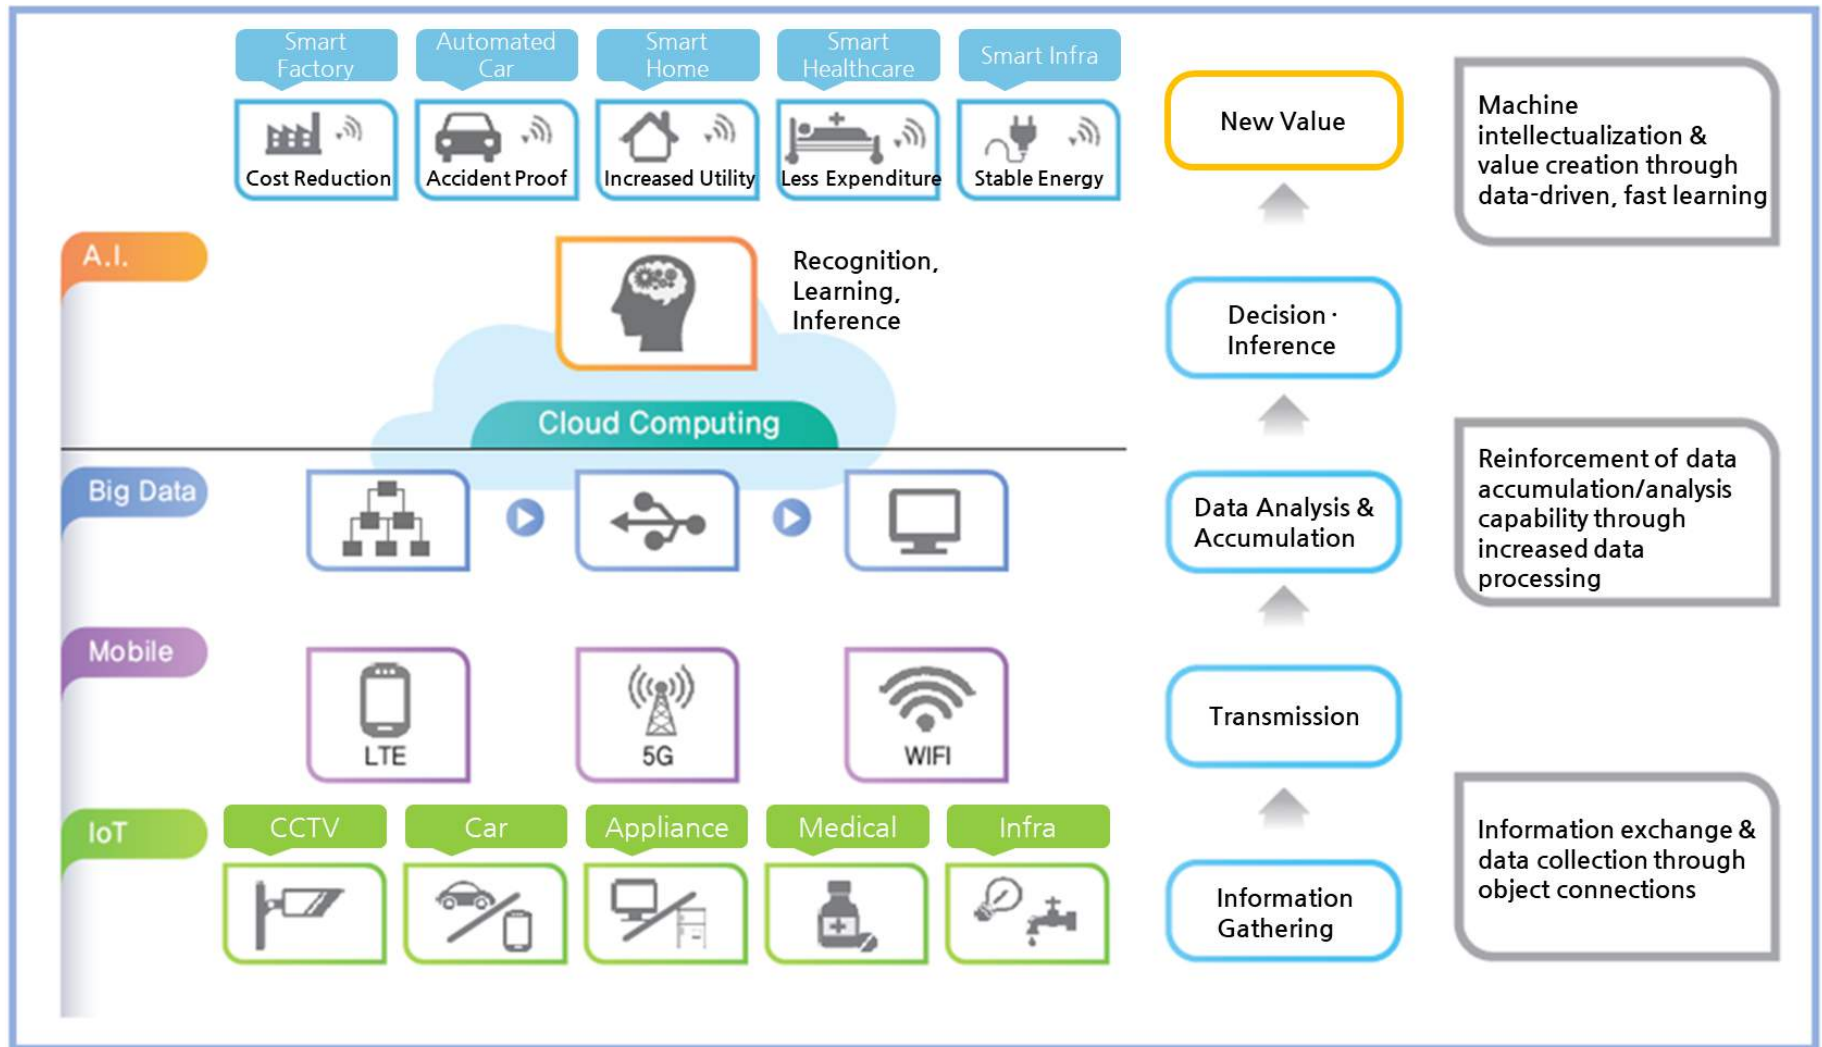 Smart
Factory
Automated
Car
Smart
Home
Smart
Healthcare
Smart Infra
Cost Reduction
Accident Proof
Increased Utility
Less Expenditure
Stable Energy
New Value
Machine
intellectualization &
value creation through
data-driven, fast learning
A.I.
Recognition,
Learning,
Inference
Decision ·
Inference
Cloud Computing
Big Data
Data Analysis &
Accumulation
Reinforcement of data
accumulation/analysis
capability through
increased data
processing
Mobile
LTE
5G
WIFI
Transmission
IoT
CCTV
Car
Appliance
Medical
Infra
Information
Gathering
Information exchange &
data collection through
object connections